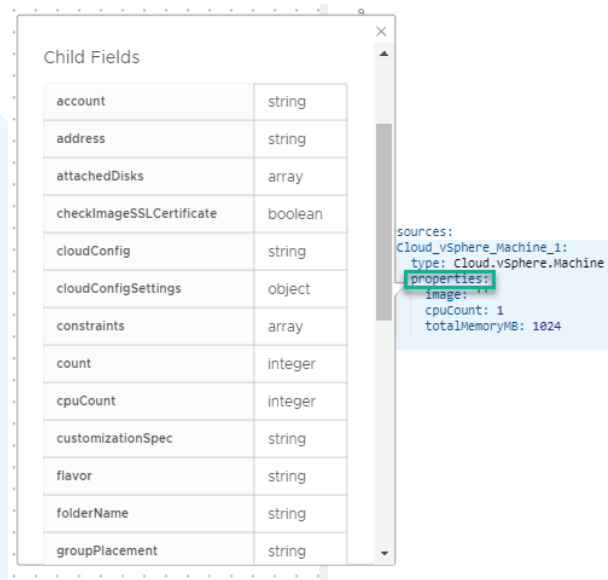 9
×
Child Fields
account string
address string
attachedDisks array
checkImageSSLCertificate boolean
cloudConfig string
cloudConfigSettings object
constraints array
count integer
cpuCount integer
customizationSpec string
flavor string
folderName string
groupPlacement string
sources:
Cloud_vSphere_Machine_1:
type: Cloud.vSphere.Machine
properties:
image: ''
cpuCount: 1
totalMemoryMB: 1024